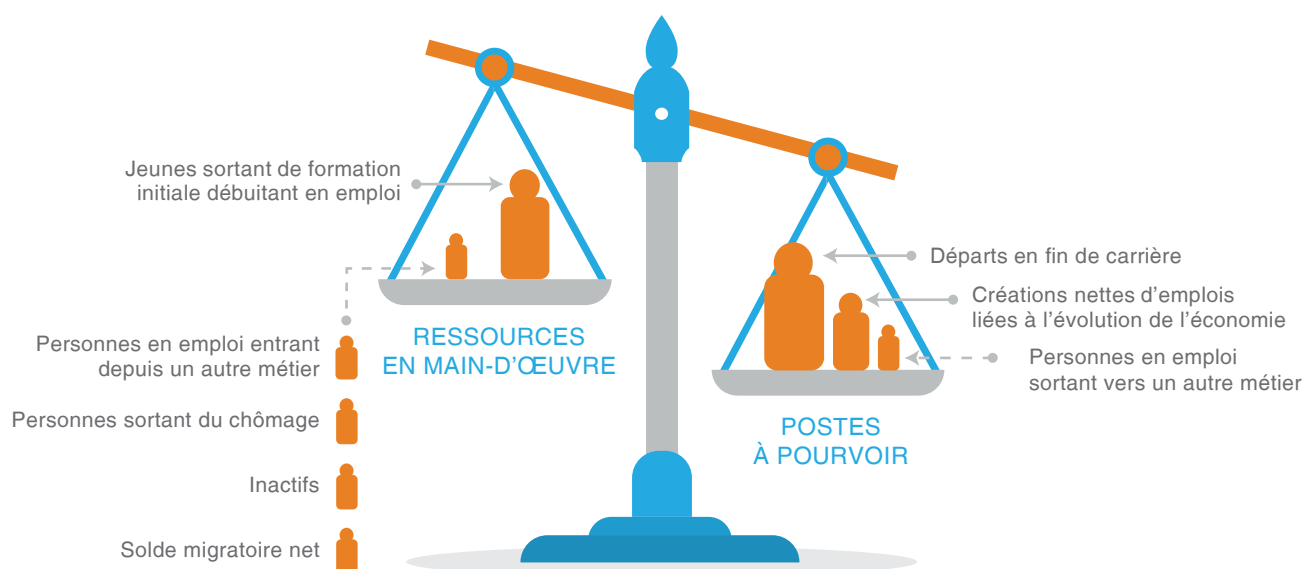 Jeunes sortant de formation
initiale débuitant en emploi
RESSOURCES
EN MAIN-D'ŒUVRE
Personnes en emploi entrant
depuis un autre métier
Personnes sortant du chômage
Inactifs
Solde migratoire net
Départs en fin de carrière
Créations nettes d'emplois
liées à l'évolution de l'économie
Personnes en emploi
sortant vers un autre métier
POSTES
À POURVOIR